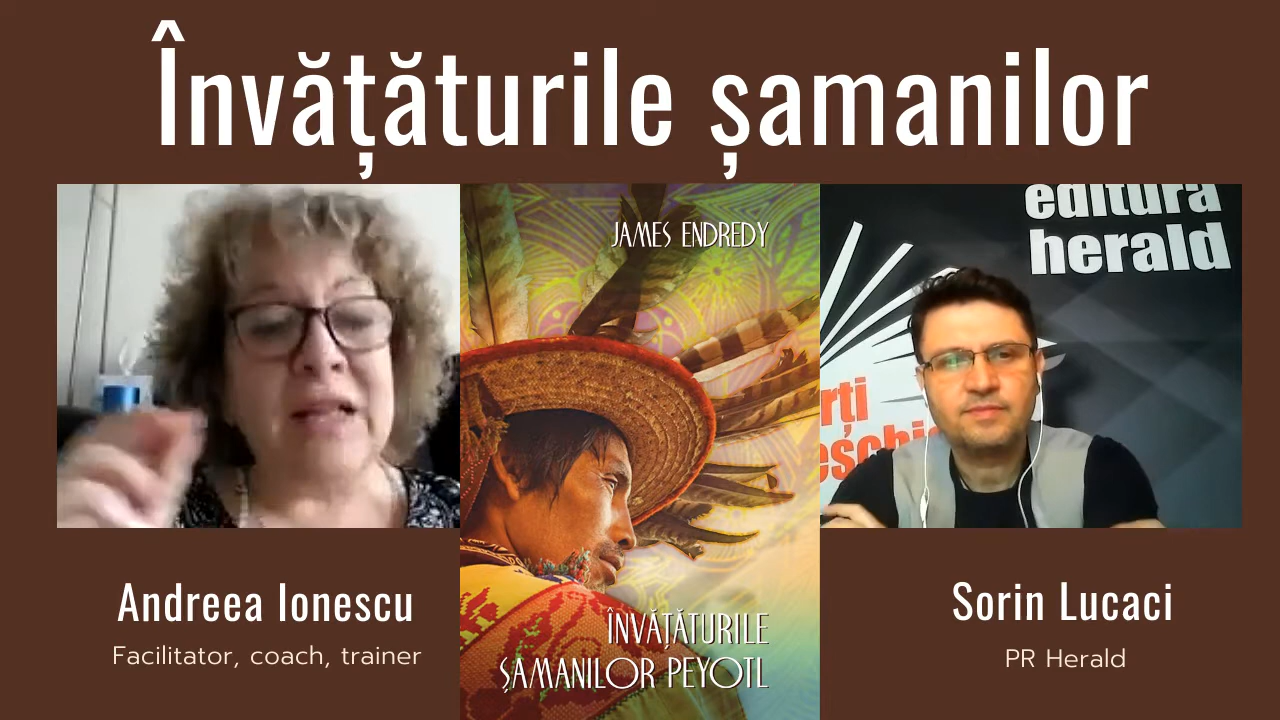 Învățăturile șamanilor
JAMES ENDREDY
editura
herald
ÎNVĂȚĂTURILE
ȘAMANILOR PEYOTL
Andreea Ionescu
Facilitator, coach, trainer
Sorin Lucaci
PR Herald